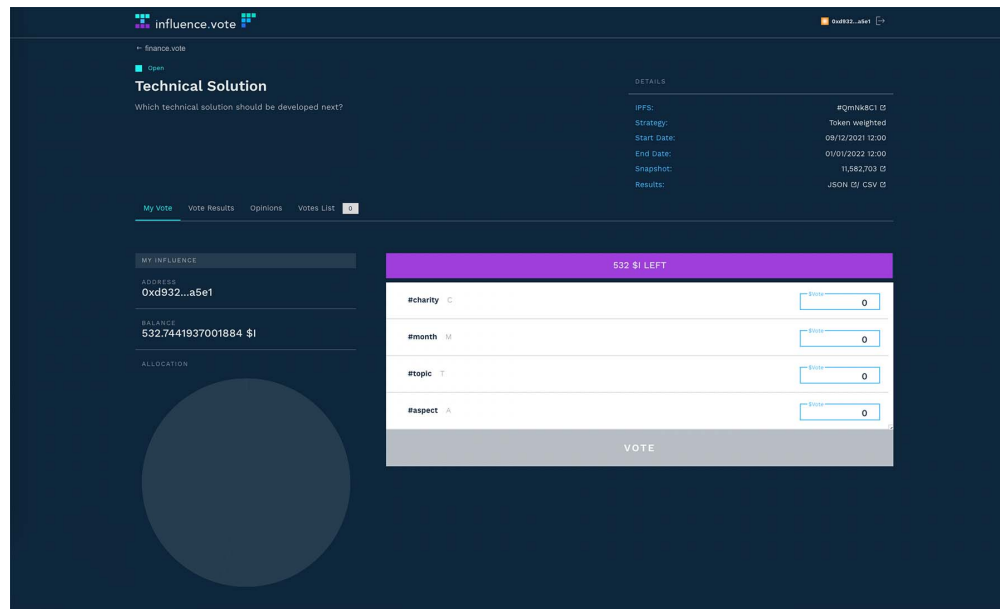 influence.vote
0xd932...a5e1
← finance.vote
Open
Technical Solution
Which technical solution should be developed next?
DETAILS
IPFS: #QmNk8C1
Strategy: Token weighted
Start Date: 09/12/2021 12:00
End Date: 01/01/2022 12:00
Snapshot: 11,582,703
Results: JSON / CSV
My Vote Vote Results Opinions Votes List 0
MY INFLUENCE
ADDRESS
0xd932...a5e1
BALANCE
532.7441937001884 $I
ALLOCATION
532 $I LEFT
#charity C $Vote 0
#month M $Vote 0
#topic T $Vote 0
#aspect A $Vote 0
VOTE